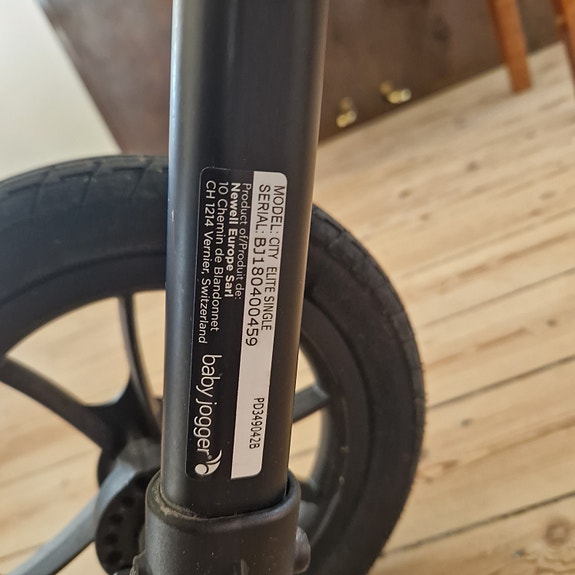 MODEL: CITY ELITE SINGLE
SERIAL: BJ180400459
PD349042B
Product of/Produit de:
Newell Europe Sarl
10 Chemin de Blandonnet
CH 1214 Vernier, Switzerland
baby jogger®